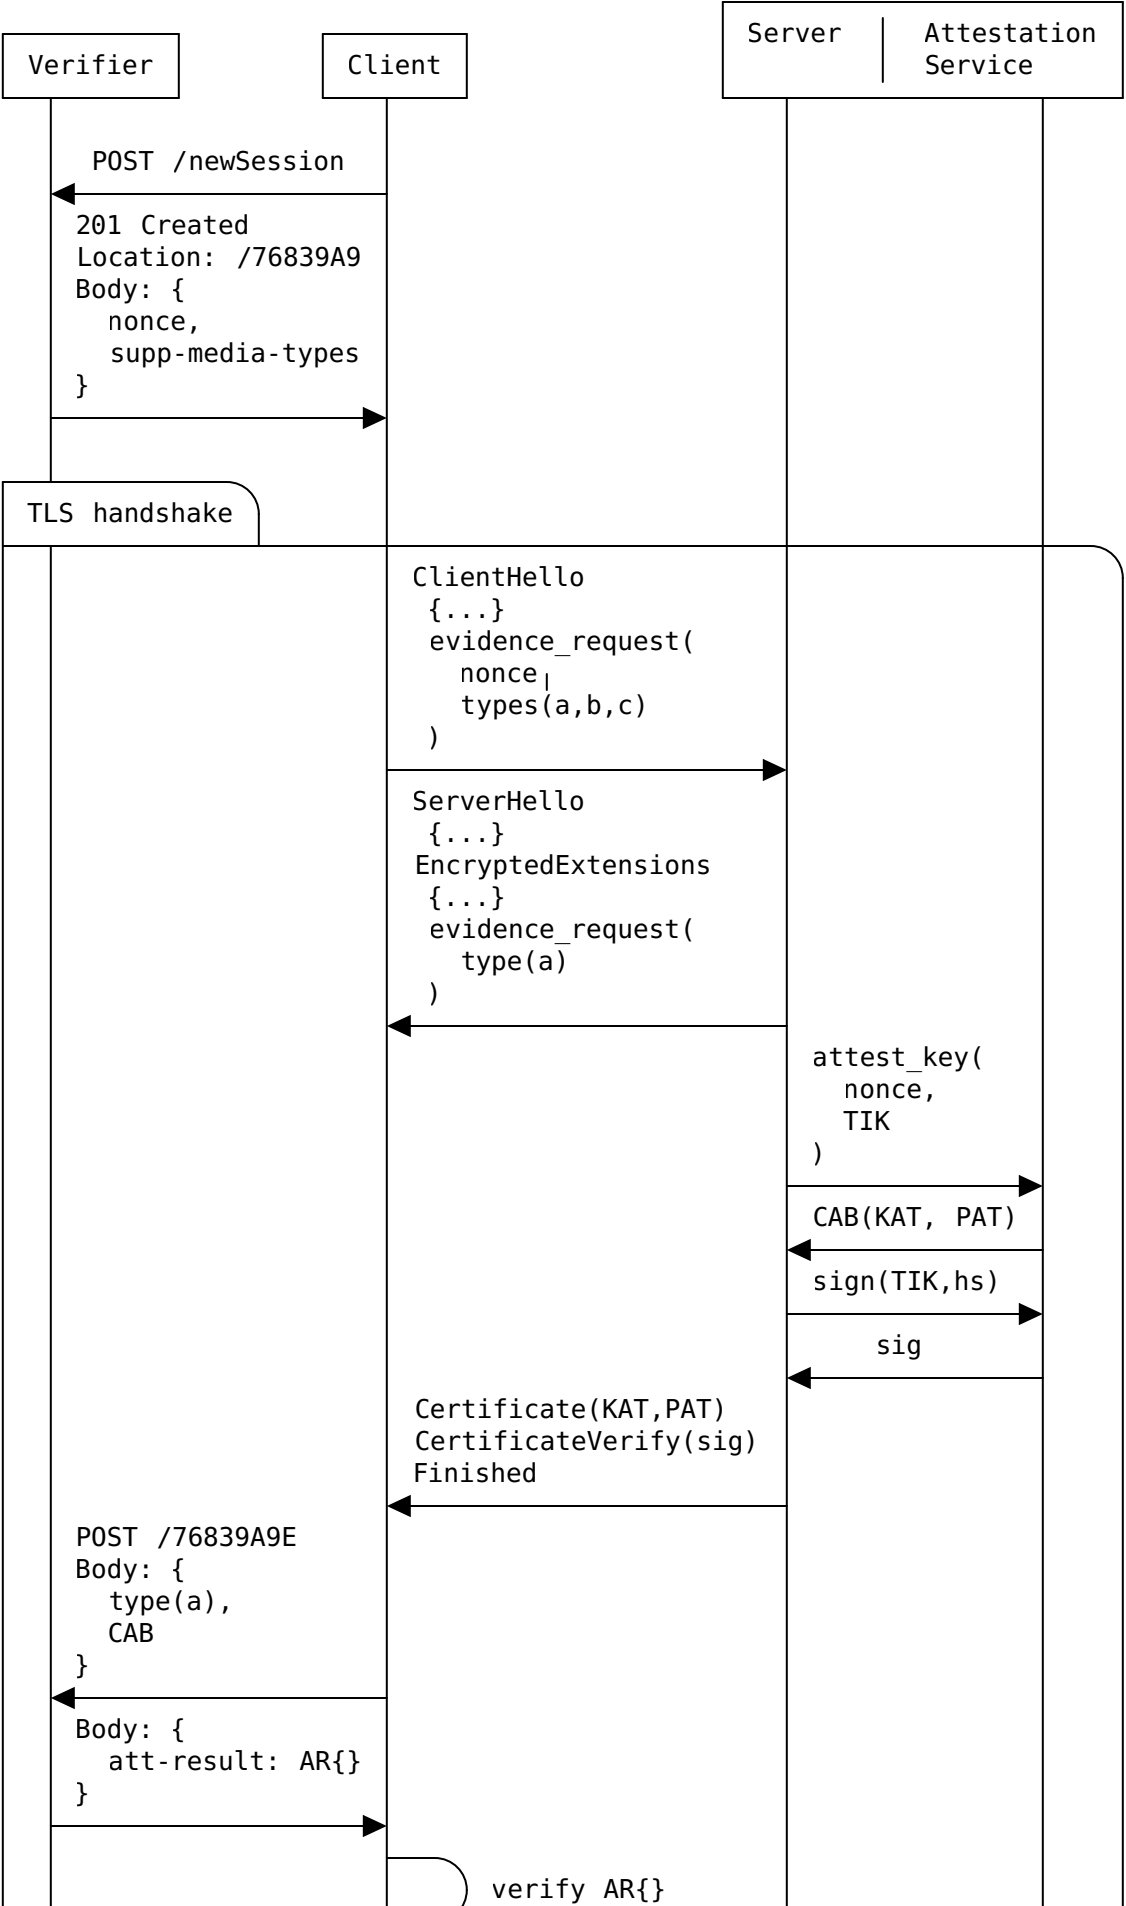 Verifier
Client
Server
Attestation
Service
POST /newSession
201 Created
Location: /76839A9
Body: {
nonce,
supp-media-types
}
TLS handshake
ClientHello
{...}
evidence_request(
nonce
types(a,b,c)
)
ServerHello
{...}
EncryptedExtensions
{...}
evidence_request(
type(a)
)
attest_key(
nonce,
TIK
)
CAB(KAT, PAT)
sign(TIK,hs)
sig
Certificate(KAT,PAT)
CertificateVerify(sig)
Finished
POST /76839A9E
Body: {
type(a),
CAB
}
Body: {
att-result: AR{}
}
verify AR{}